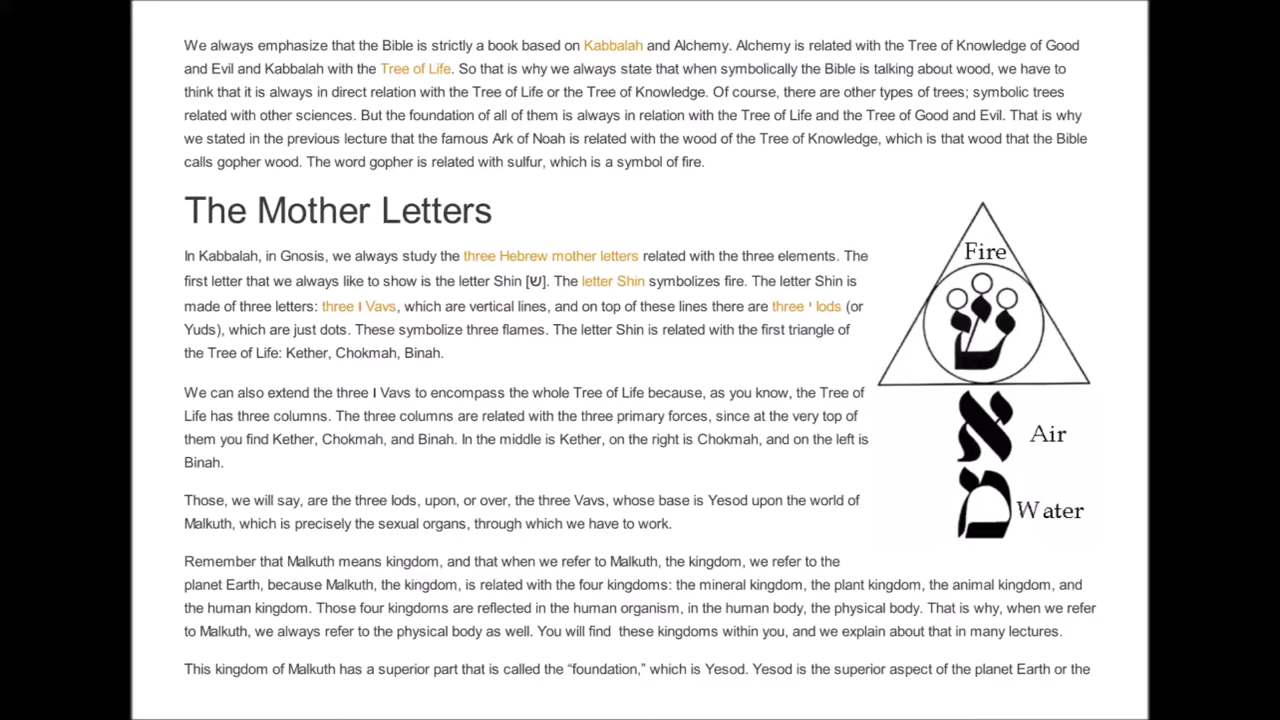 We always emphasize that the Bible is strictly a book based on Kabbalah and Alchemy. Alchemy is related with the Tree of Knowledge of Good
and Evil and Kabbalah with the Tree of Life. So that is why we always state that when symbolically the Bible is talking about wood, we have to
think that it is always in direct relation with the Tree of Life or the Tree of Knowledge. Of course, there are other types of trees; symbolic trees
related with other sciences. But the foundation of all of them is always in relation with the Tree of Life and the Tree of Good and Evil. That is why
we stated in the previous lecture that the famous Ark of Noah is related with the wood of the Tree of Knowledge, which is that wood that the Bible
calls gopher wood. The word gopher is related with sulfur, which is a symbol of fire.
The Mother Letters
In Kabbalah, in Gnosis, we always study the three Hebrew mother letters related with the three elements. The
first letter that we always like to show is the letter Shin [ש]. The letter Shin symbolizes fire. The letter Shin is
made of three letters: three ו Vavs, which are vertical lines, and on top of these lines there are three י Iods (or
Yuds), which are just dots. These symbolize three flames. The letter Shin is related with the first triangle of
the Tree of Life: Kether, Chokmah, Binah.
We can also extend the three ו Vavs to encompass the whole Tree of Life because, as you know, the Tree of
Life has three columns. The three columns are related with the three primary forces, since at the very top of
them you find Kether, Chokmah, and Binah. In the middle is Kether, on the right is Chokmah, and on the left is
Binah.
Those, we will say, are the three Iods, upon, or over, the three Vavs, whose base is Yesod upon the world of
Malkuth, which is precisely the sexual organs, through which we have to work.
Remember that Malkuth means kingdom, and that when we refer to Malkuth, the kingdom, we refer to the
planet Earth, because Malkuth, the kingdom, is related with the four kingdoms: the mineral kingdom, the plant kingdom, the animal kingdom, and
the human kingdom. Those four kingdoms are reflected in the human organism, in the human body, the physical body. That is why, when we refer
to Malkuth, we always refer to the physical body as well. You will find these kingdoms within you, and we explain about that in many lectures.
This kingdom of Malkuth has a superior part that is called the “foundation,” which is Yesod. Yesod is the superior aspect of the planet Earth or the
Fire
ש
א Air
מ Water